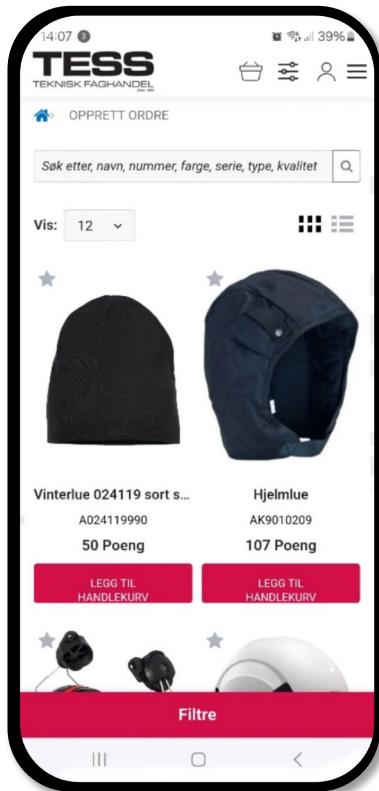 14:07
39%
TESS
TEKNISK FAGHANDEL
OPPRETT ORDRE
Søk etter, navn, nummer, farge, serie, type, kvalitet
Vis: 12
Vinterlue 024119 sort s...
A024119990
50 Poeng
LEGG TIL
HANDLEKURV
Hjelmlue
AK9010209
107 Poeng
LEGG TIL
HANDLEKURV
Filtre